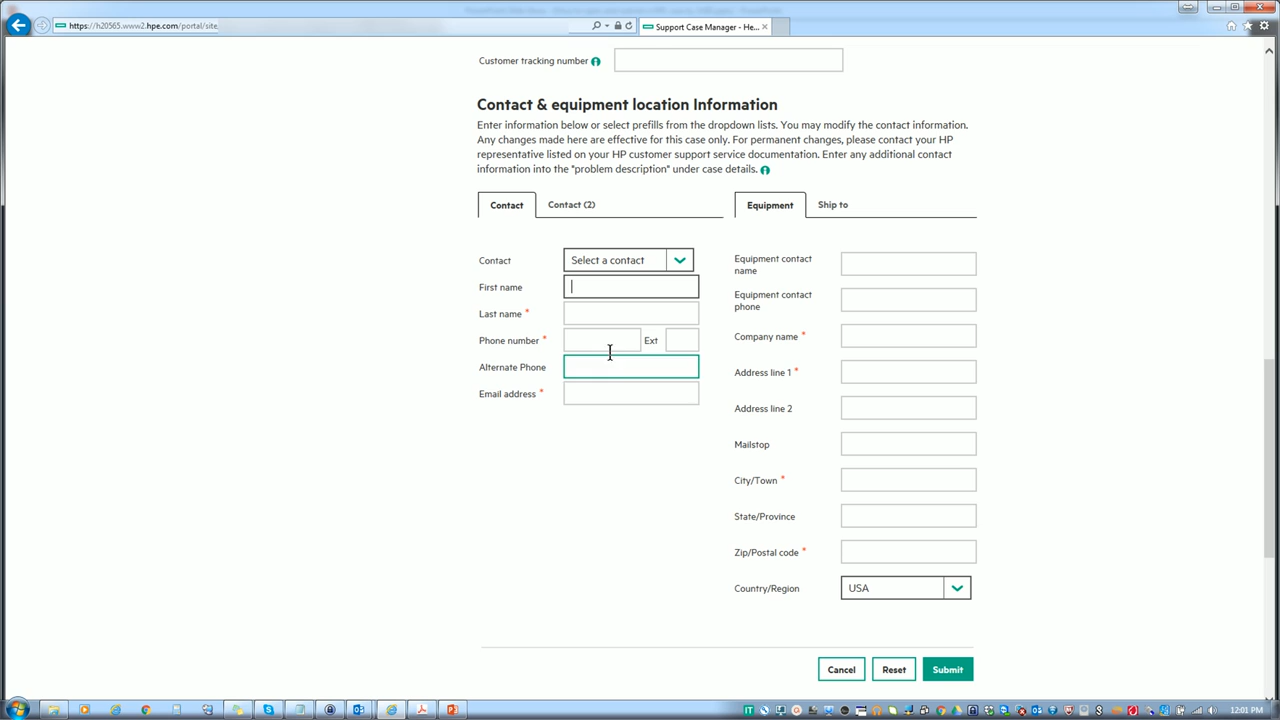 https://h20565.www2.hpe.com/portal/site
Support Case Manager - He...
Customer tracking number
Contact & equipment location Information
Enter information below or select prefills from the dropdown lists. You may modify the contact information.
Any changes made here are effective for this case only. For permanent changes, please contact your HP
representative listed on your HP customer support service documentation. Enter any additional contact
information into the "problem description" under case details.
Contact Contact (2)
Equipment Ship to
Contact Select a contact
First name
Last name *
Phone number * Ext
Alternate Phone
Email address *
Equipment contact
name
Equipment contact
phone
Company name *
Address line 1 *
Address line 2
Mailstop
City/Town *
State/Province
Zip/Postal code *
Country/Region USA
Cancel Reset Submit
IT 12:01 PM